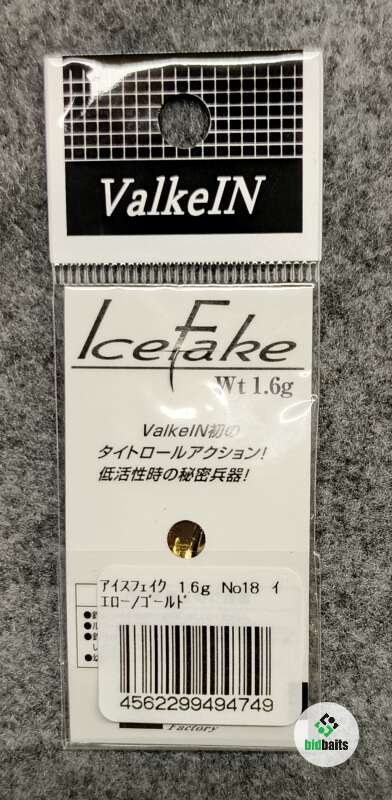 ValkeIN
IceFake
Wt 1.6g
ValkeIN初の
タイトロールアクション!
低活性時の秘密兵器!
アイスフェイク 1.6g No18 イ
エロー/ゴールド
4562299494749
Factory
bidbaits